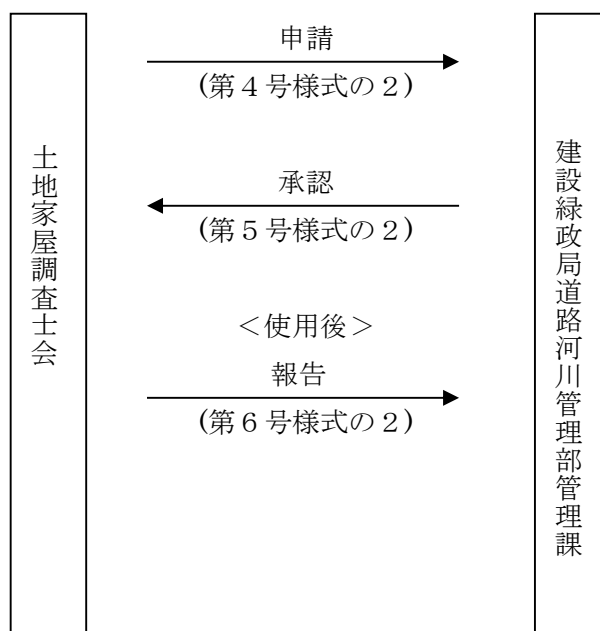 土地家屋調査士会
申請
(第４号様式の２)
承認
(第５号様式の２)
＜使用後＞
報告
(第６号様式の２)
建設緑政局道路河川管理部管理課